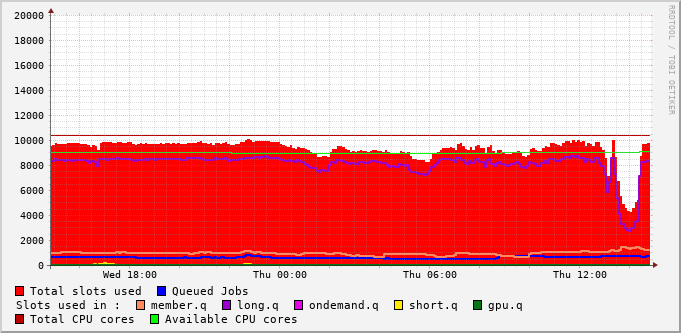 20000
18000
16000
14000
12000
10000
8000
6000
4000
2000
0
Wed 18:00 Thu 00:00 Thu 06:00 Thu 12:00
Total slots used Queued Jobs
Slots used in : member.q long.q ondemand.q short.q gpu.q
Total CPU cores Available CPU cores
RRDTOOL / TOBI OETIKER